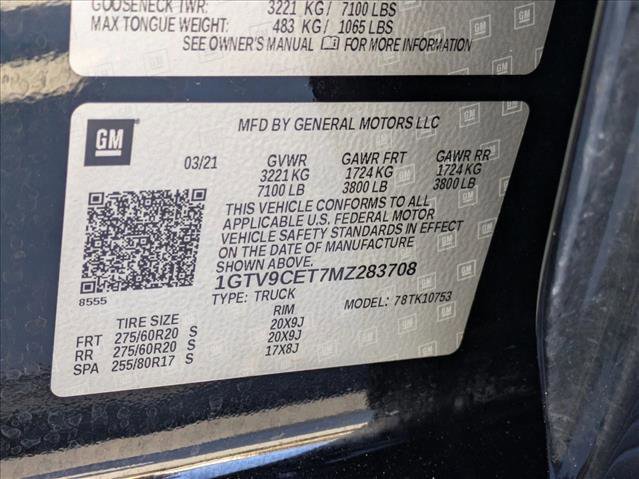 GOOSENECK TWR: 3221 KG/ 7100 LBS
MAX TONGUE WEIGHT: 483 KG/ 1065 LBS
SEE OWNER'S MANUAL FOR MORE INFORMATION
GM
MFD BY GENERAL MOTORS LLC
03/21 GVWR GAWR FRT GAWR RR
3221 KG 1724 KG 1724 KG
7100 LB 3800 LB 3800 LB
THIS VEHICLE CONFORMS TO ALL
APPLICABLE U.S. FEDERAL MOTOR
VEHICLE SAFETY STANDARDS IN EFFECT
ON THE DATE OF MANUFACTURE
SHOWN ABOVE.
8555
1GTV9CET7MZ283708
TYPE: TRUCK MODEL: 78TK10753
TIRE SIZE RIM
FRT 275/60R20 S 20X9J
RR 275/60R20 S 20X9J
SPA 255/80R17 S 17X8J